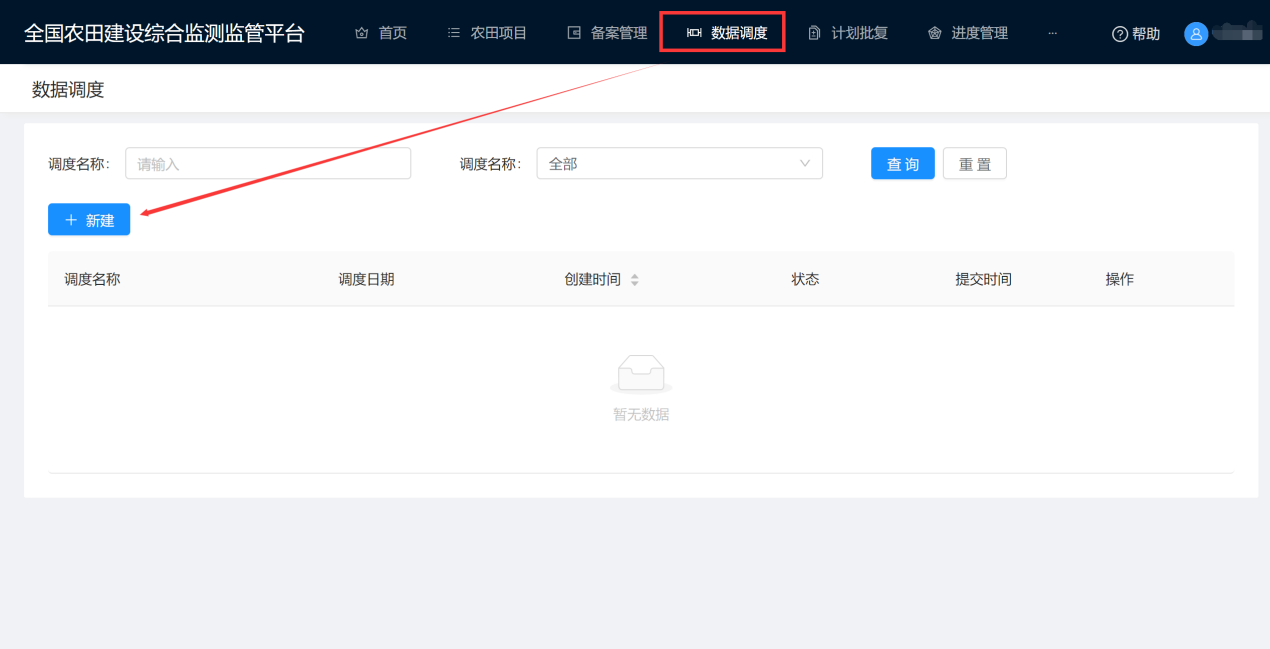 全国农田建设综合监测监管平台 首页 农田项目 备案管理 数据调度 计划批复 进度管理 ··· 帮助
数据调度
调度名称: 请输入 调度名称: 全部 查 询 重 置
新建
调度名称 调度日期 创建时间 状态 提交时间 操作
暂无数据